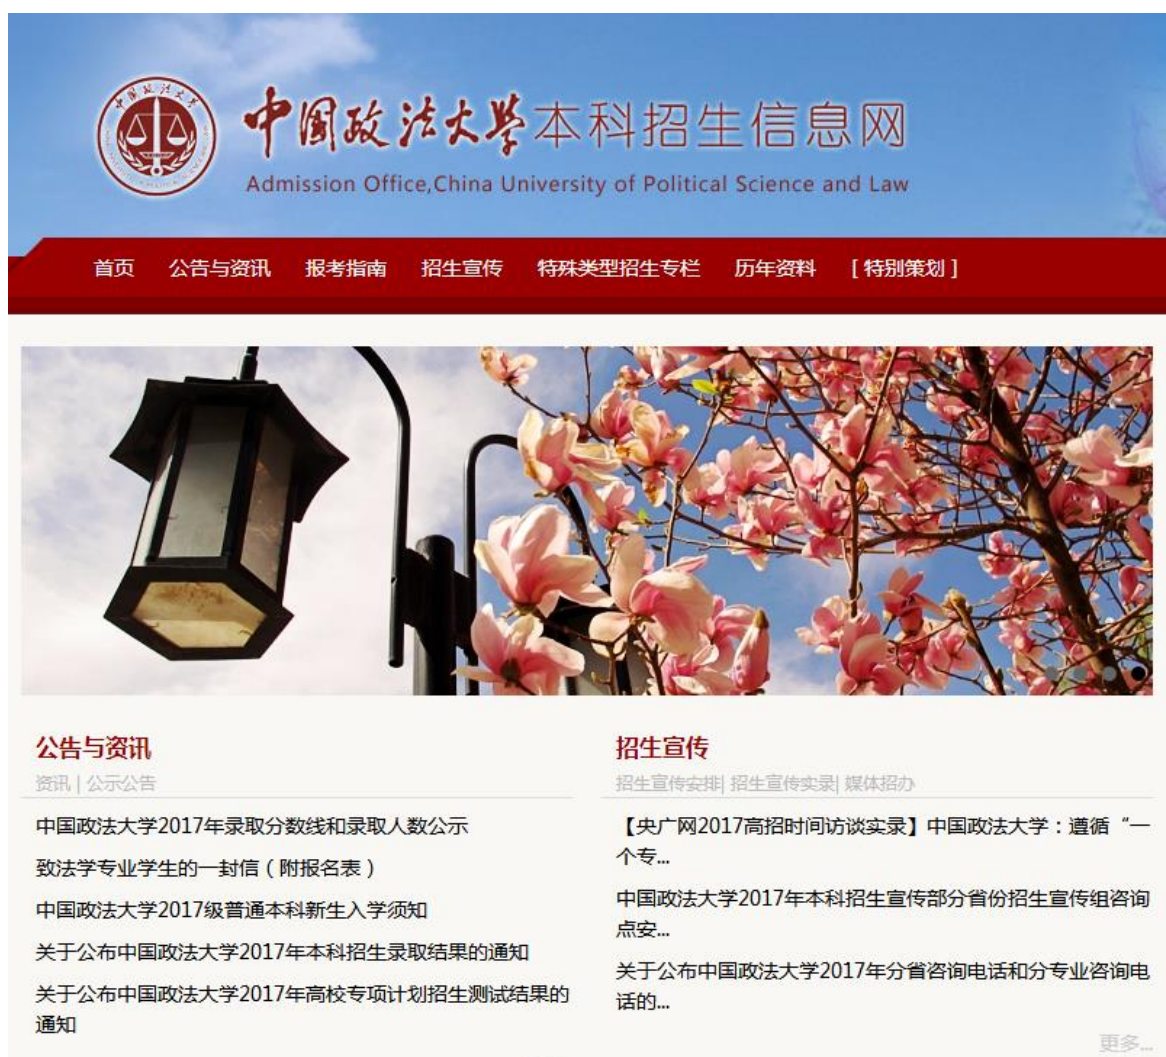 中国政法大学
中国政法大学本科招生信息网
Admission Office,China University of Political Science and Law
首页 公告与资讯 报考指南 招生宣传 特殊类型招生专栏 历年资料 [ 特别策划 ]
公告与资讯
资讯 | 公示公告
中国政法大学2017年录取分数线和录取人数公示
致法学专业学生的一封信 ( 附报名表 )
中国政法大学2017级普通本科新生入学须知
关于公布中国政法大学2017年本科招生录取结果的通知
关于公布中国政法大学2017年高校专项计划招生测试结果的
通知
招生宣传
招生宣传安排| 招生宣传实录| 媒体招办
【央广网2017高招时间访谈实录】中国政法大学：遵循“一
个专...
中国政法大学2017年本科招生宣传部分省份招生宣传组咨询
点安...
关于公布中国政法大学2017年分省咨询电话和分专业咨询电
话的...
更多...